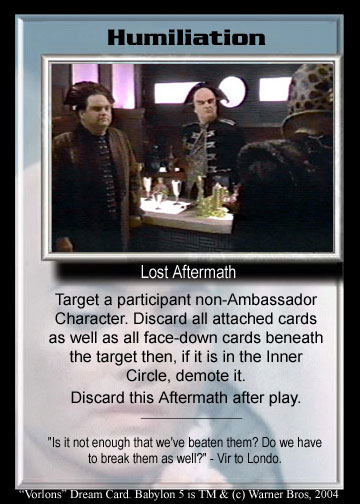 Humiliation
Lost Aftermath
Target a participant non-Ambassador
Character. Discard all attached cards
as well as all face-down cards beneath
the target then, if it is in the Inner
Circle, demote it.
Discard this Aftermath after play.
"Is it not enough that we've beaten them? Do we have
to break them as well?" - Vir to Londo.
"Vorlons" Dream Card. Babylon 5 is TM & (c) Warner Bros, 2004